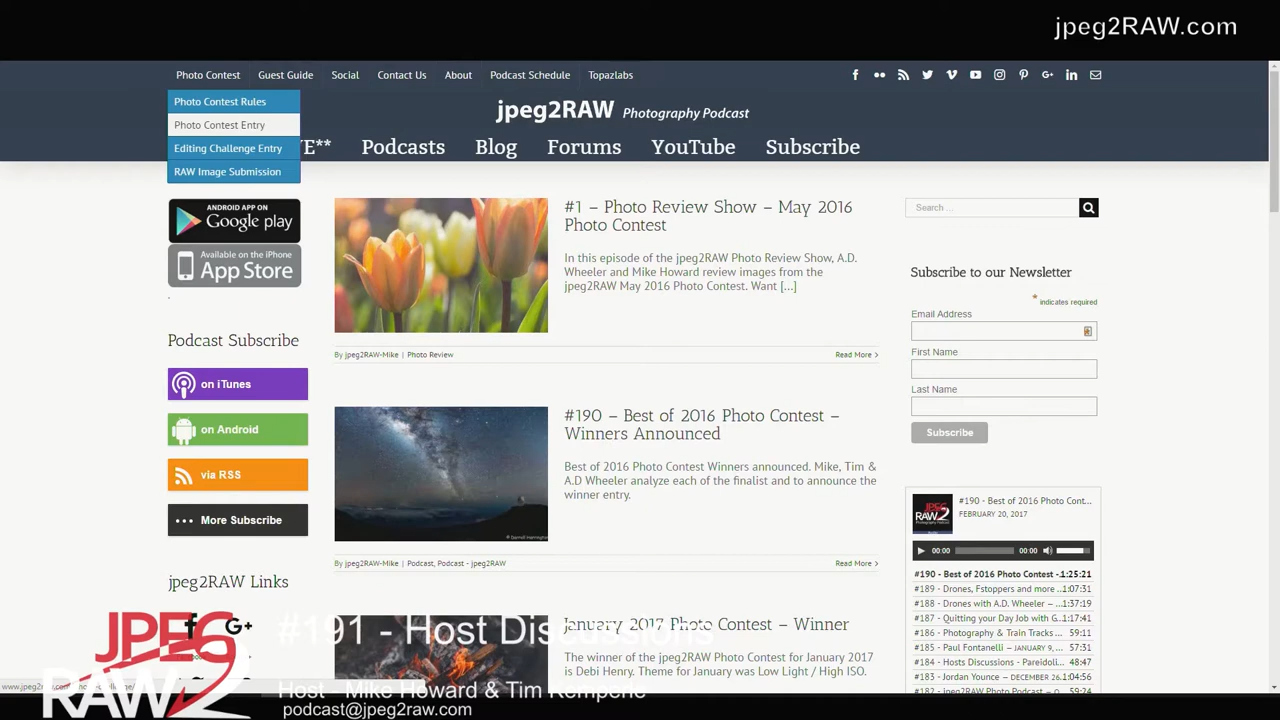 jpeg2RAW.com
Photo Contest Guest Guide Social Contact Us About Podcast Schedule Topazlabs
Photo Contest Rules
Photo Contest Entry
Editing Challenge Entry
RAW Image Submission
jpeg2RAW Photography Podcast
E** Podcasts Blog Forums YouTube Subscribe
ANDROID APP ON
Google play
Available on the iPhone
App Store
Podcast Subscribe
on iTunes
on Android
via RSS
More Subscribe
jpeg2RAW Links
#1 – Photo Review Show – May 2016
Photo Contest
In this episode of the jpeg2RAW Photo Review Show, A.D.
Wheeler and Mike Howard review images from the
jpeg2RAW May 2016 Photo Contest. Want [...]
By jpeg2RAW-Mike | Photo Review
Read More >
#190 – Best of 2016 Photo Contest –
Winners Announced
Best of 2016 Photo Contest Winners announced. Mike, Tim &
A.D Wheeler analyze each of the finalist and to announce the
winner entry.
By jpeg2RAW-Mike | Podcast, Podcast - jpeg2RAW
Read More >
January 2017 Photo Contest – Winner
The winner of the jpeg2RAW Photo Contest for January 2017
is Debi Henry. Theme for January was Low Light / High ISO.
Search ...
Subscribe to our Newsletter
* indicates required
Email Address
First Name
Last Name
Subscribe
JPEG
RAW2
#190 - Best of 2016 Photo Cont...
FEBRUARY 20, 2017
00:00 00:00
#190 - Best of 2016 Photo Contest - 1:25:21
#189 - Drones, Fstoppers and more ... 1:07:31
#188 - Drones with A.D. Wheeler – ... 1:37:19
#187 - Quitting your Day Job with G... 1:17:41
#186 - Photography & Train Tracks ... 59:11
#185 - Paul Fontanelli – JANUARY 9, ... 57:31
#184 - Hosts Discussions - Pareidoli... 48:47
#183 - Jordan Younce – DECEMBER 26, 1:04:56
#182 - jpeg2RAW Photo Podcast – 59:24
JPEG
RAW2
#191 - Host Discussions
Host - Mike Howard & Tim Kemperle
podcast@jpeg2raw.com